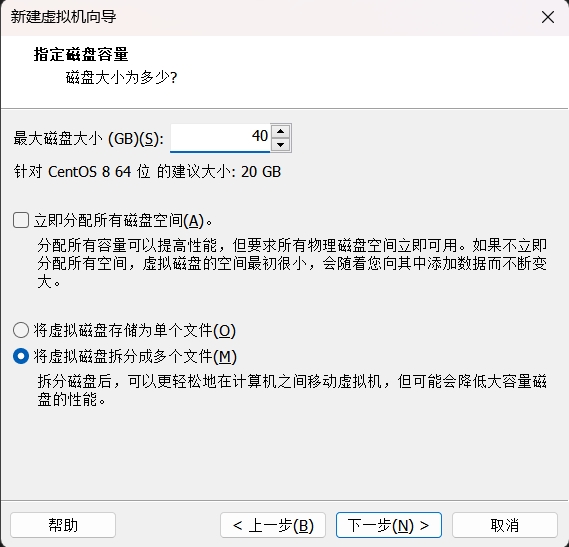 新建虚拟机向导
指定磁盘容量
磁盘大小为多少?
最大磁盘大小 (GB)(S): 40
针对 CentOS 8 64 位 的建议大小: 20 GB
立即分配所有磁盘空间(A)。
分配所有容量可以提高性能，但要求所有物理磁盘空间立即可用。如果不立即
分配所有空间，虚拟磁盘的空间最初很小，会随着您向其中添加数据而不断变
大。
将虚拟磁盘存储为单个文件(O)
将虚拟磁盘拆分成多个文件(M)
拆分磁盘后，可以更轻松地在计算机之间移动虚拟机，但可能会降低大容量磁
盘的性能。
帮助 < 上一步(B) 下一步(N) > 取消